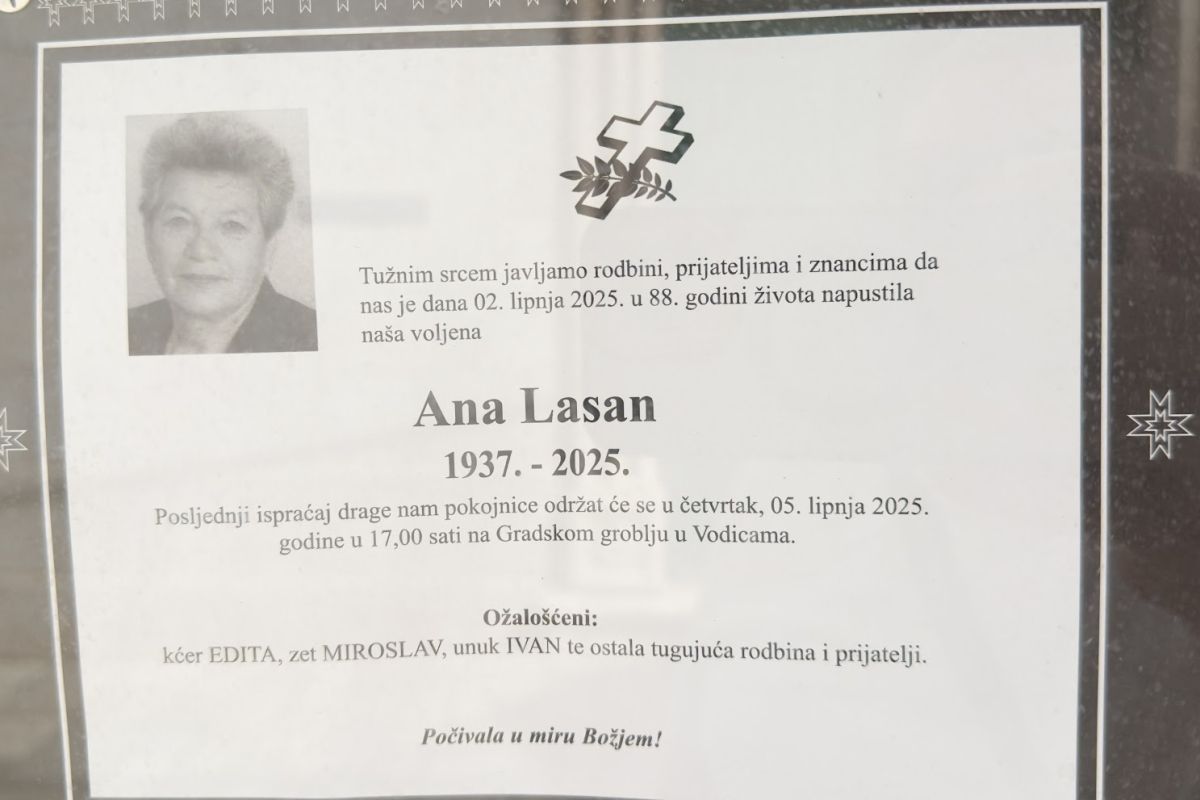 Tužnim srcem javljamo rodbini, prijateljima i znancima da
nas je dana 02. lipnja 2025. u 88. godini života napustila
naša voljena
Ana Lasan
1937. - 2025.
Posljednji ispraćaj drage nam pokojnice održat će se u četvrtak, 05. lipnja 2025.
godine u 17,00 sati na Gradskom groblju u Vodicama.
Ožalošćeni:
kćer EDITA, zet MIROSLAV, unuk IVAN te ostala tugujuća rodbina i prijatelji.
Počivala u miru Božjem!